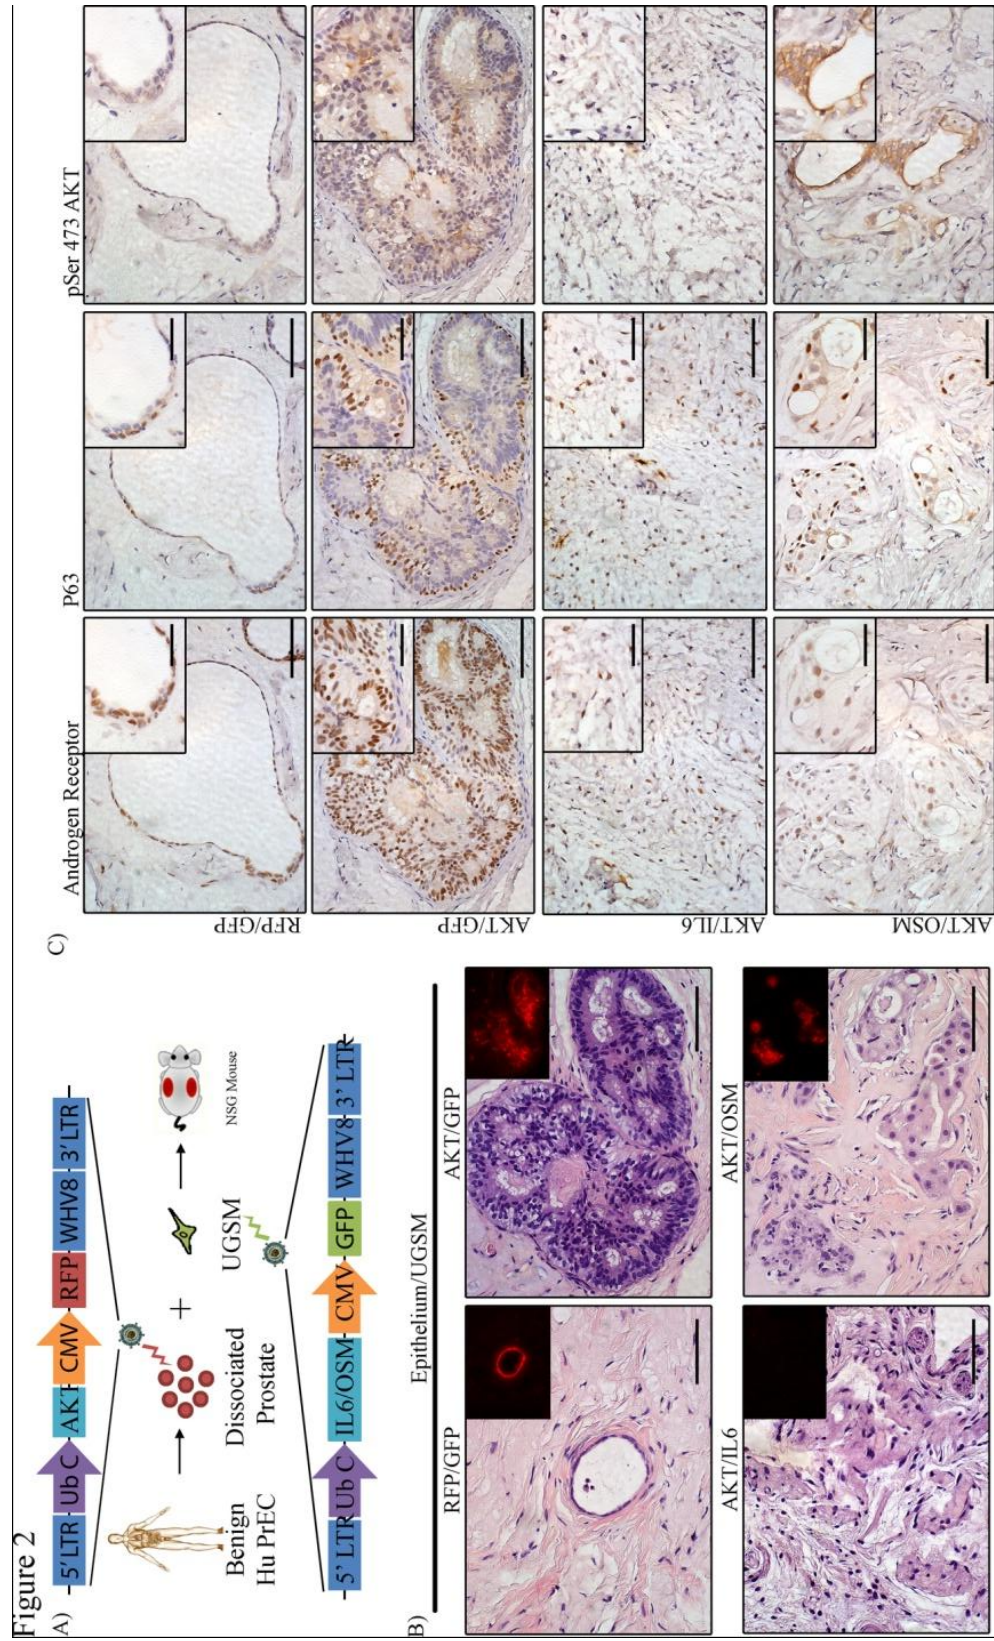 Figure 2
A)
5' LTR Ub C AKT CMV RFP WHV8 3' LTR
Benign
Hu PrEC
Dissociated
Prostate
+
UGSM
NSG Mouse
5' LTR Ub C IL6/OSM CMV GFP WHV8 3' LTR
B)
Epithelium/UGSM
RFP/GFP
AKT/GFP
AKT/IL6
AKT/OSM
C)
Androgen Receptor
P63
pSer 473 AKT
RFP/GFP
AKT/GFP
AKT/IL6
AKT/OSM